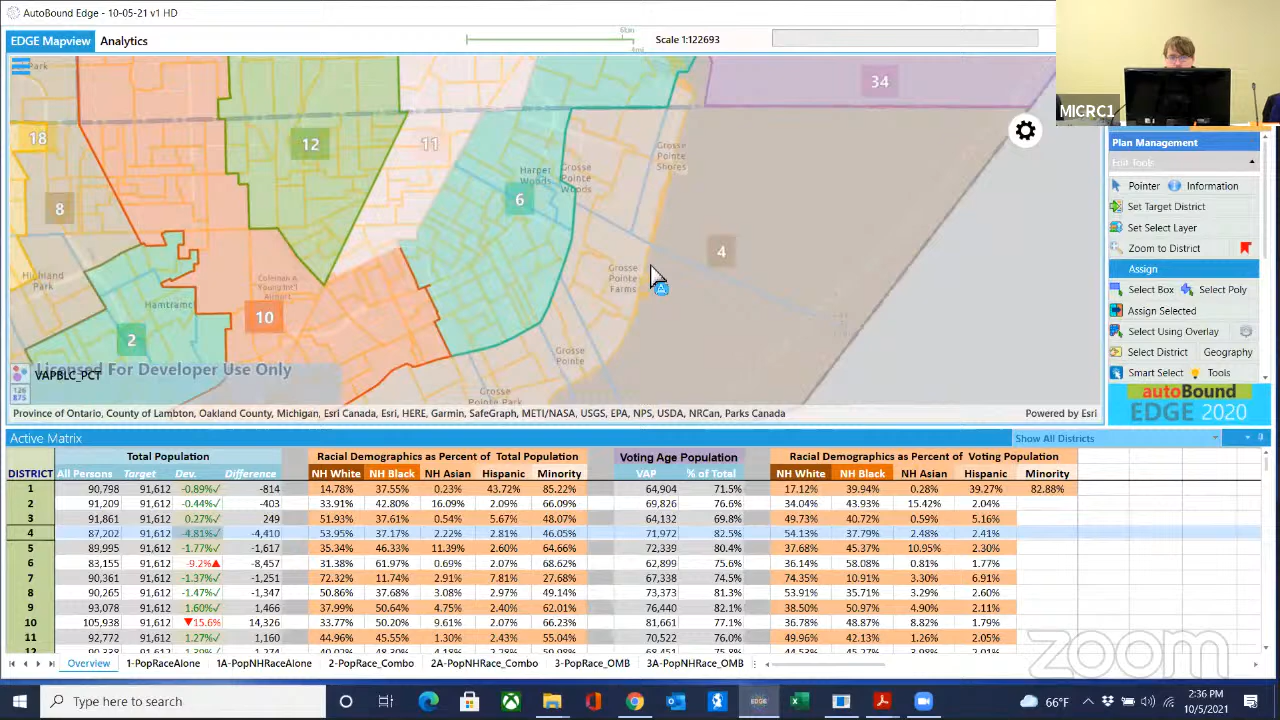 AutoBound Edge - 10-05-21 v1 HD
EDGE Mapview Analytics
6km
Scale 1:122693
MICRC1
Park
34
18
12
11
Grosse Pointe Shores
Harper Woods
Grosse Pointe Woods
8
6
4
Highland Park
Coleman A Young Int'l Airport
Grosse Pointe Farms
Hamtramck
10
2
Grosse Pointe
Licensed For Developer Use Only
VAPBLC_PCT
Grosse Pointe Park
Province of Ontario, County of Lambton, Oakland County, Michigan, Esri Canada, Esri, HERE, Garmin, SafeGraph, METI/NASA, USGS, EPA, NPS, USDA, NRCan, Parks Canada Powered by Esri
Plan Management
Edit Tools
Pointer Information
Set Target District
Set Select Layer
Zoom to District
Assign
Select Box Select Poly
Assign Selected
Select Using Overlay
Select District Geography
Smart Select Tools
autoBound
EDGE 2020
Active Matrix Show All Districts
Total Population Racial Demographics as Percent of Total Population Voting Age Population Racial Demographics as Percent of Voting Population
DISTRICT All Persons Target Dev. Difference NH White NH Black NH Asian Hispanic Minority VAP % of Total NH White NH Black NH Asian Hispanic Minority
1 90,798 91,612 -0.89%✓ -814 14.78% 37.55% 0.23% 43.72% 85.22% 64,904 71.5% 17.12% 39.94% 0.28% 39.27% 82.88%
2 91,209 91,612 -0.44%✓ -403 33.91% 42.80% 16.09% 2.09% 66.09% 69,826 76.6% 34.04% 43.93% 15.42% 2.04%
3 91,861 91,612 0.27%✓ 249 51.93% 37.61% 0.54% 5.67% 48.07% 64,132 69.8% 49.73% 40.72% 0.59% 5.16%
4 87,202 91,612 -4.81%✓ -4,410 53.95% 37.17% 2.22% 2.81% 46.05% 71,972 82.5% 54.13% 37.79% 2.48% 2.41%
5 89,995 91,612 -1.77%✓ -1,617 35.34% 46.33% 11.39% 2.60% 64.66% 72,339 80.4% 37.68% 45.37% 10.95% 2.30%
6 83,155 91,612 -9.2%▲ -8,457 31.38% 61.97% 0.69% 2.07% 68.62% 62,899 75.6% 36.14% 58.08% 0.81% 1.77%
7 90,361 91,612 -1.37%✓ -1,251 72.32% 11.74% 2.91% 7.81% 27.68% 67,338 74.5% 74.35% 10.91% 3.30% 6.91%
8 90,265 91,612 -1.47%✓ -1,347 50.86% 37.68% 3.08% 2.97% 49.14% 73,373 81.3% 53.91% 35.71% 3.29% 2.60%
9 93,078 91,612 1.60%✓ 1,466 37.99% 50.64% 4.75% 2.40% 62.01% 76,440 82.1% 38.50% 50.97% 4.90% 2.11%
10 105,938 91,612 ▼15.6% 14,326 33.77% 50.20% 9.61% 2.07% 66.23% 81,661 77.1% 36.78% 48.87% 8.82% 1.79%
11 92,772 91,612 1.27%✓ 1,160 44.96% 45.55% 1.30% 2.43% 55.04% 70,522 76.0% 49.96% 42.13% 1.26% 2.05%
zoom
Overview 1-PopRaceAlone 1A-PopNHRaceAlone 2-PopRace_Combo 2A-PopNHRace_Combo 3-PopRace_OMB 3A-PopNHRace_OMB
Type here to search
EDGE
66°F
2:36 PM
10/5/2021